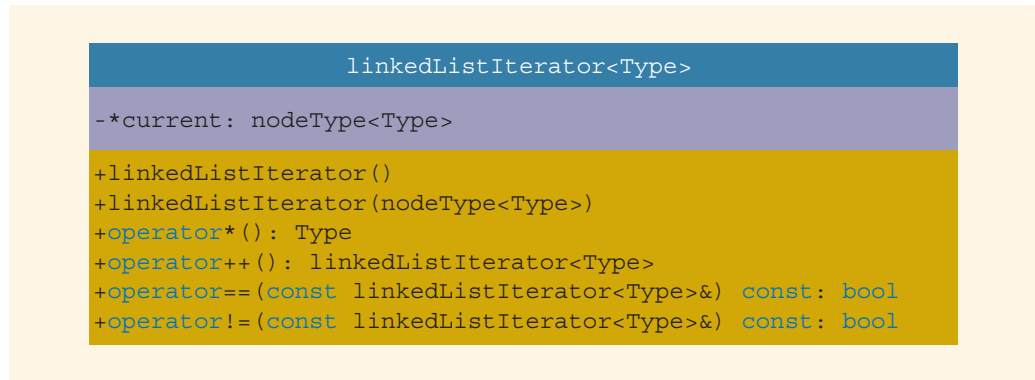 linkedListIterator<Type>
-*current: nodeType<Type>
+linkedListIterator()
+linkedListIterator(nodeType<Type>)
+operator*(): Type
+operator++(): linkedListIterator<Type>
+operator==(const linkedListIterator<Type>&) const: bool
+operator!=(const linkedListIterator<Type>&) const: bool